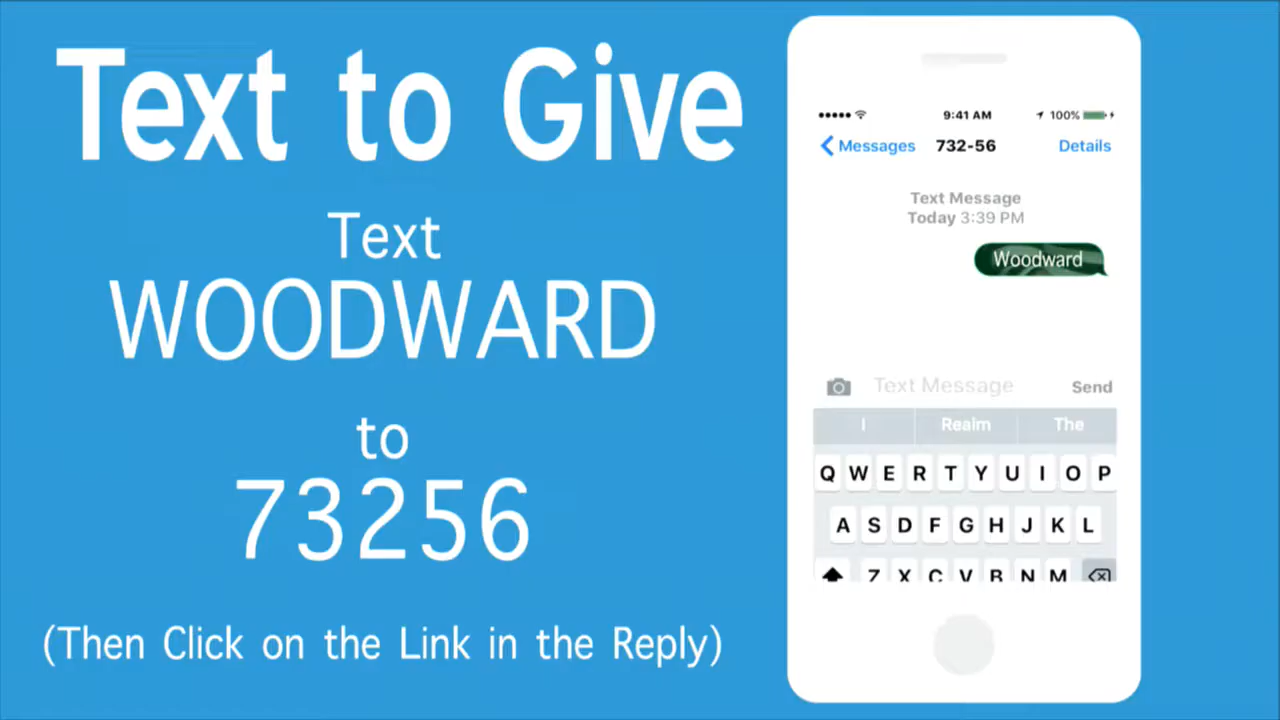 Text to Give
Text
WOODWARD
to
73256
(Then Click on the Link in the Reply)
9:41 AM 100%
Messages 732-56 Details
Text Message
Today 3:39 PM
Woodward
Text Message Send
I Realm The
Q W E R T Y U I O P
A S D F G H J K L
Z X C V B N M